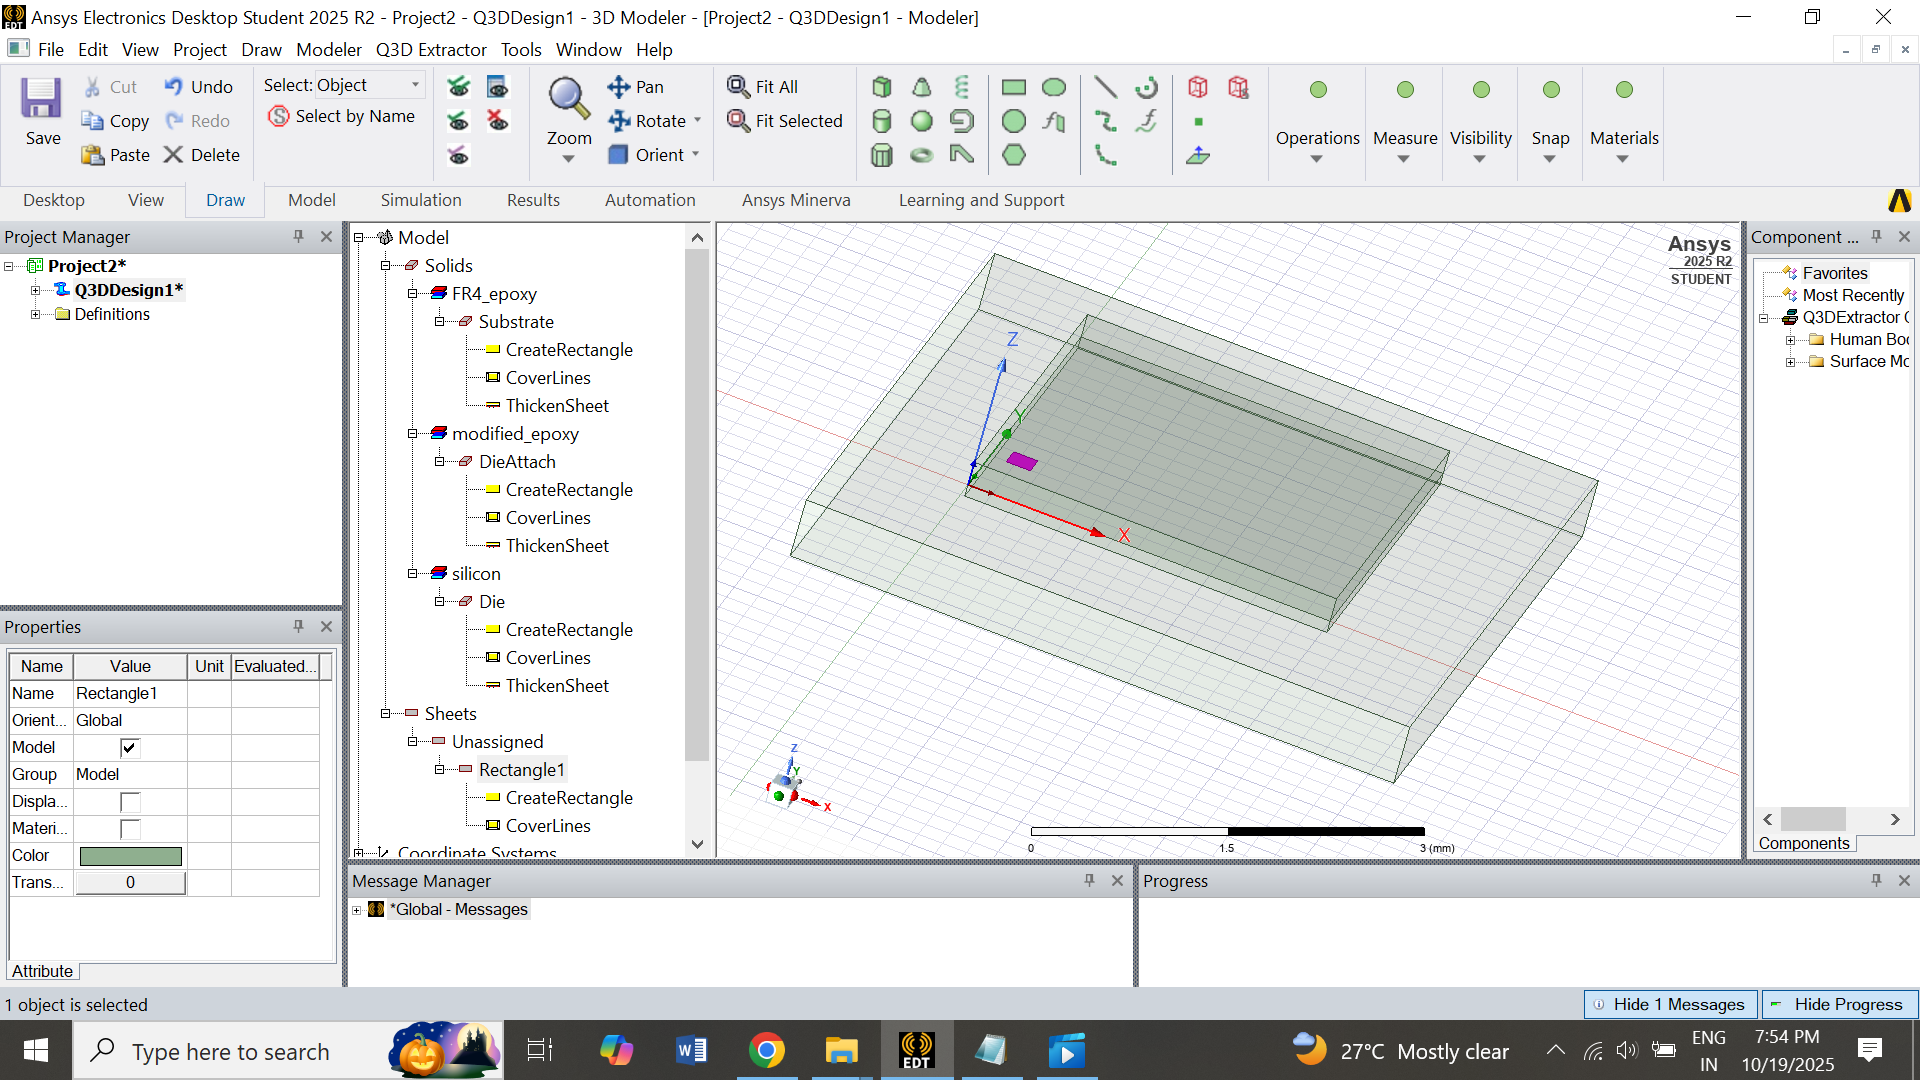 Ansys Electronics Desktop Student 2025 R2 - Project2 - Q3DDesign1 - 3D Modeler - [Project2 - Q3DDesign1 - Modeler]
File Edit View Project Draw Modeler Q3D Extractor Tools Window Help
Save
Cut
Copy
Paste
Undo
Redo
Delete
Select: Object
Select by Name
Zoom
Pan
Rotate
Orient
Fit All
Fit Selected
Operations
Measure
Visibility
Snap
Materials
Desktop View Draw Model Simulation Results Automation Ansys Minerva Learning and Support
Project Manager
Project2*
Q3DDesign1*
Definitions
Properties
Name Value Unit Evaluated...
Name Rectangle1
Orient... Global
Model
Group Model
Displa...
Materi...
Color
Trans... 0
Attribute
Model
Solids
FR4_epoxy
Substrate
CreateRectangle
CoverLines
ThickenSheet
modified_epoxy
DieAttach
CreateRectangle
CoverLines
ThickenSheet
silicon
Die
CreateRectangle
CoverLines
ThickenSheet
Sheets
Unassigned
Rectangle1
CreateRectangle
CoverLines
Coordinate Systems
Ansys
2025 R2
STUDENT
Z
Y
X
Z
Y
X
0 1.5 3 (mm)
Component ...
Favorites
Most Recently
Q3DExtractor
Human Bo
Surface Mo
Components
Message Manager
*Global - Messages
Progress
1 object is selected
Hide 1 Messages
Hide Progress
Type here to search
EDT
27°C Mostly clear
ENG
IN
7:54 PM
10/19/2025